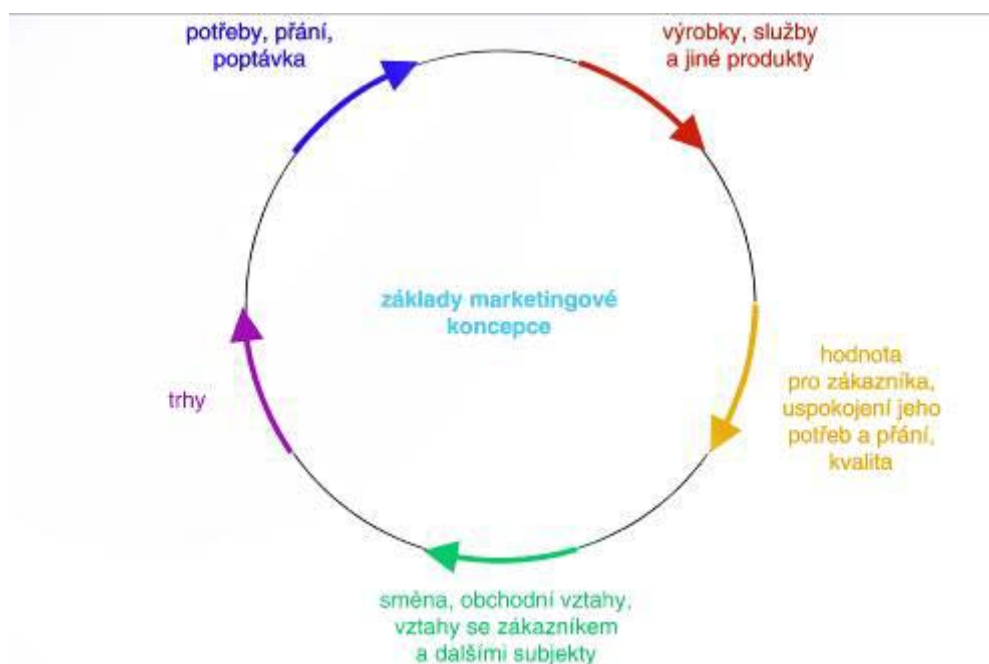 potřeby, přání,
poptávka
výrobky, služby
a jiné produkty
základy marketingové
koncepce
hodnota
pro zákazníka,
uspokojení jeho
potřeb a přání,
kvalita
trhy
směna, obchodní vztahy,
vztahy se zákazníkem
a dalšími subjekty